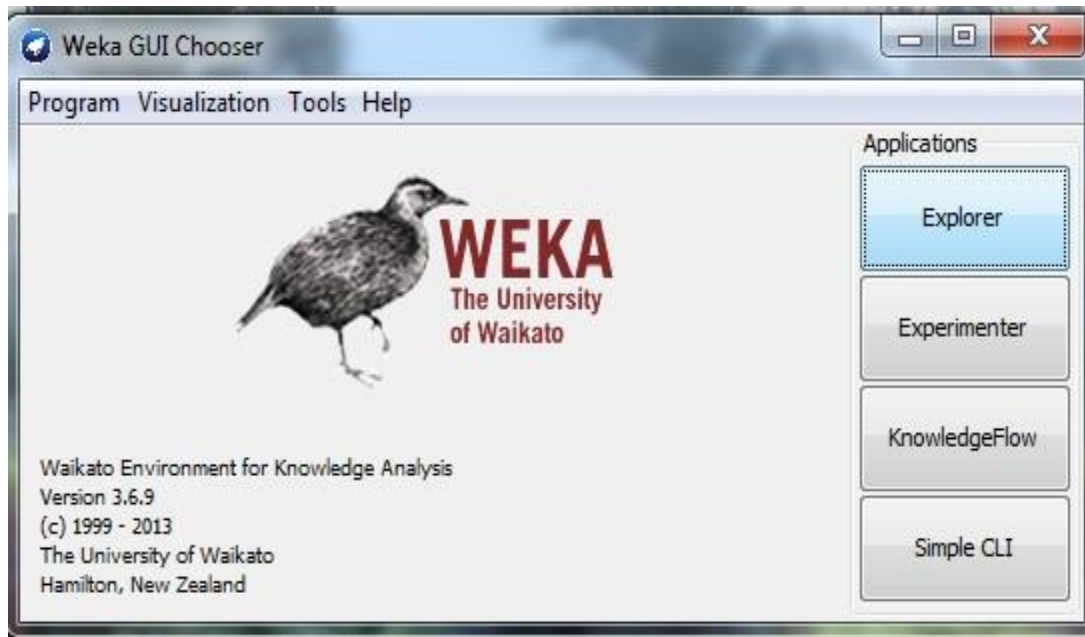 Weka GUI Chooser
X
Program Visualization Tools Help
Applications
Explorer
WEKA
The University
of Waikato
Experimenter
KnowledgeFlow
Waikato Environment for Knowledge Analysis
Version 3.6.9
(c) 1999 - 2013
The University of Waikato
Hamilton, New Zealand
Simple CLI